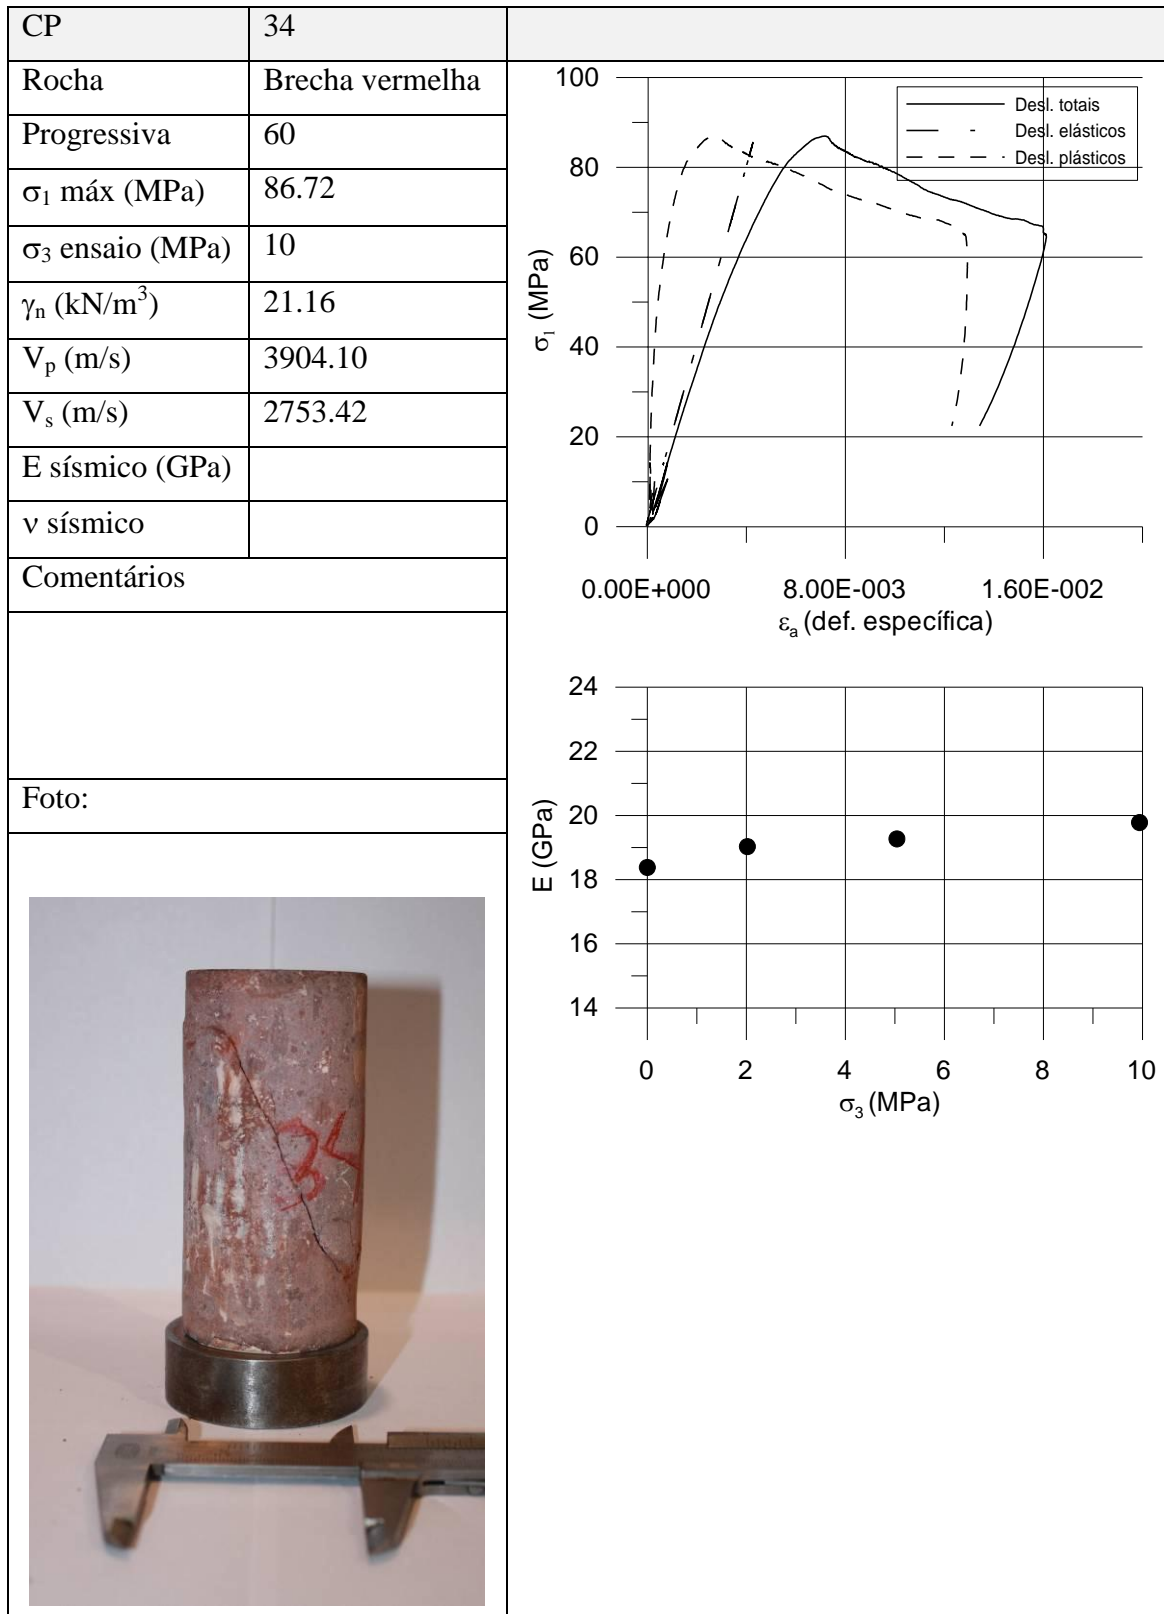 CP 34
Rocha Brecha vermelha
Progressiva 60
σ1 máx (MPa) 86.72
σ3 ensaio (MPa) 10
γn (kN/m3) 21.16
Vp (m/s) 3904.10
Vs (m/s) 2753.42
E sísmico (GPa)
ν sísmico
Comentários
Foto:
34
100
80
60
40
20
0
σ1 (MPa)
Desl. totais
Desl. elásticos
Desl. plásticos
0.00E+000 8.00E-003 1.60E-002
εa (def. específica)
24
22
20
18
16
14
E (GPa)
0 2 4 6 8 10
σ3 (MPa)